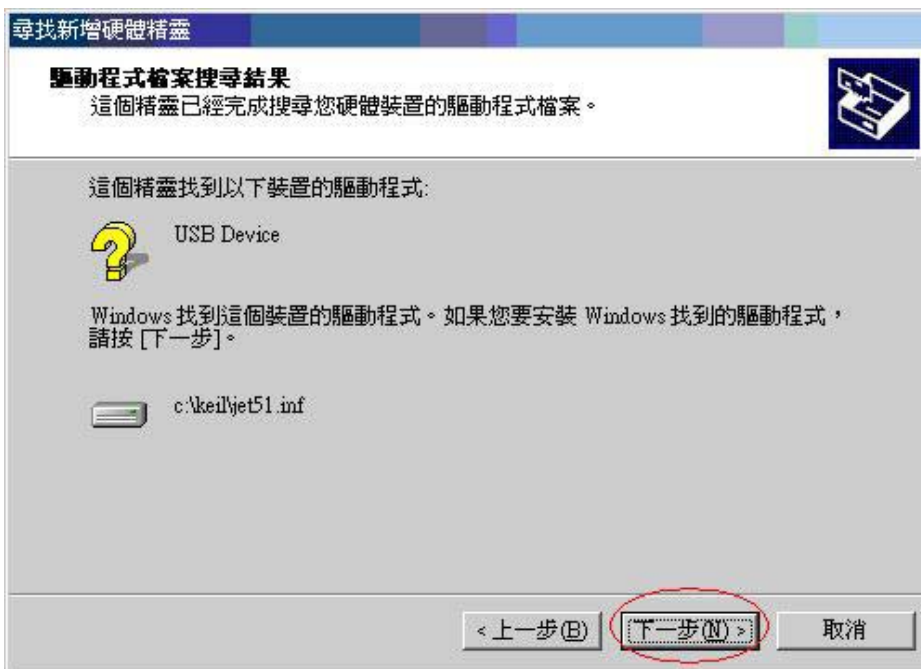 尋找新增硬體精靈
驅動程式檔案搜尋結果
這個精靈已經完成搜尋您硬體裝置的驅動程式檔案。
這個精靈找到以下裝置的驅動程式:
USB Device
Windows 找到這個裝置的驅動程式。如果您要安裝 Windows 找到的驅動程式，
請按 [下一步]。
c:\keil\jet51.inf
< 上一步(B)
下一步(N) >
取消